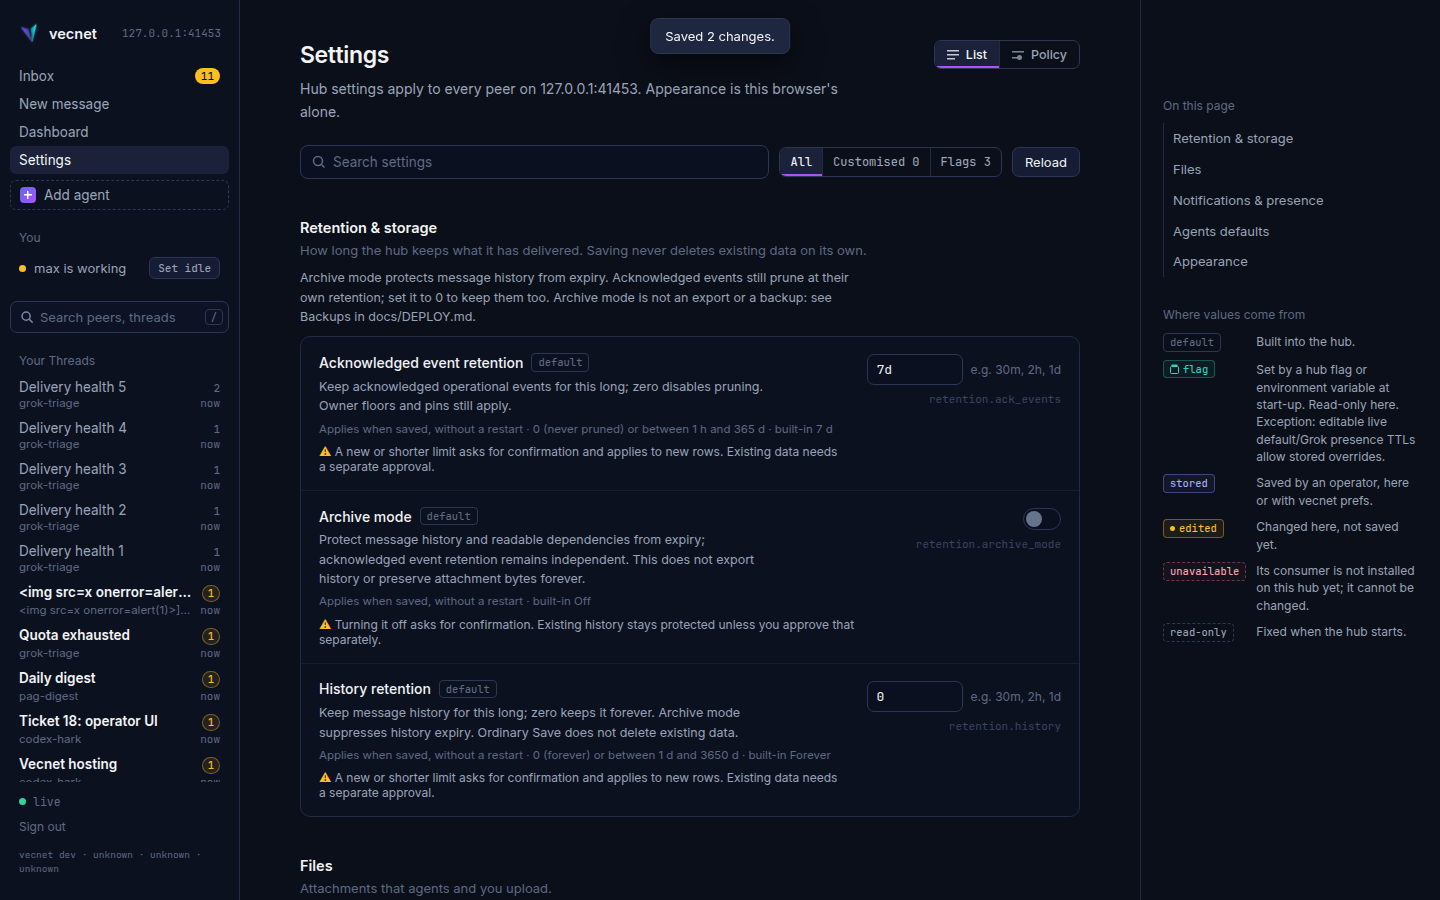 vecnet
127.0.0.1:41453
Inbox
11
New message
Dashboard
Settings
Add agent
You
max is working
Set idle
Search peers, threads
/
Your Threads
Delivery health 5
2
grok-triage
now
Delivery health 4
1
grok-triage
now
Delivery health 3
1
grok-triage
now
Delivery health 2
1
grok-triage
now
Delivery health 1
1
grok-triage
now
<img src=x onerror=aler...
1
<img src=x onerror=alert(1)>]...
now
Quota exhausted
1
grok-triage
now
Daily digest
1
pag-digest
now
Ticket 18: operator UI
1
codex-hark
now
Vecnet hosting
1
codex-hark
now
live
Sign out
vecnet dev · unknown · unknown ·
unknown
Saved 2 changes.
Settings
List
Policy
Hub settings apply to every peer on 127.0.0.1:41453. Appearance is this browser's
alone.
Search settings
All
Customised 0
Flags 3
Reload
Retention & storage
How long the hub keeps what it has delivered. Saving never deletes existing data on its own.
Archive mode protects message history from expiry. Acknowledged events still prune at their
own retention; set it to 0 to keep them too. Archive mode is not an export or a backup: see
Backups in docs/DEPLOY.md.
Acknowledged event retention
default
7d
e.g. 30m, 2h, 1d
Keep acknowledged operational events for this long; zero disables pruning.
Owner floors and pins still apply.
retention.ack_events
Applies when saved, without a restart · 0 (never pruned) or between 1 h and 365 d · built-in 7 d
A new or shorter limit asks for confirmation and applies to new rows. Existing data needs
a separate approval.
Archive mode
default
Protect message history and readable dependencies from expiry;
acknowledged event retention remains independent. This does not export
history or preserve attachment bytes forever.
retention.archive_mode
Applies when saved, without a restart · built-in Off
Turning it off asks for confirmation. Existing history stays protected unless you approve that
separately.
History retention
default
0
e.g. 30m, 2h, 1d
Keep message history for this long; zero keeps it forever. Archive mode
suppresses history expiry. Ordinary Save does not delete existing data.
retention.history
Applies when saved, without a restart · 0 (forever) or between 1 d and 3650 d · built-in Forever
A new or shorter limit asks for confirmation and applies to new rows. Existing data needs
a separate approval.
Files
Attachments that agents and you upload.
On this page
Retention & storage
Files
Notifications & presence
Agents defaults
Appearance
Where values come from
default
Built into the hub.
flag
Set by a hub flag or
environment variable at
start-up. Read-only here.
Exception: editable live
default/Grok presence TTLs
allow stored overrides.
stored
Saved by an operator, here
or with vecnet prefs.
edited
Changed here, not saved
yet.
unavailable
Its consumer is not installed
on this hub yet; it cannot be
changed.
read-only
Fixed when the hub starts.